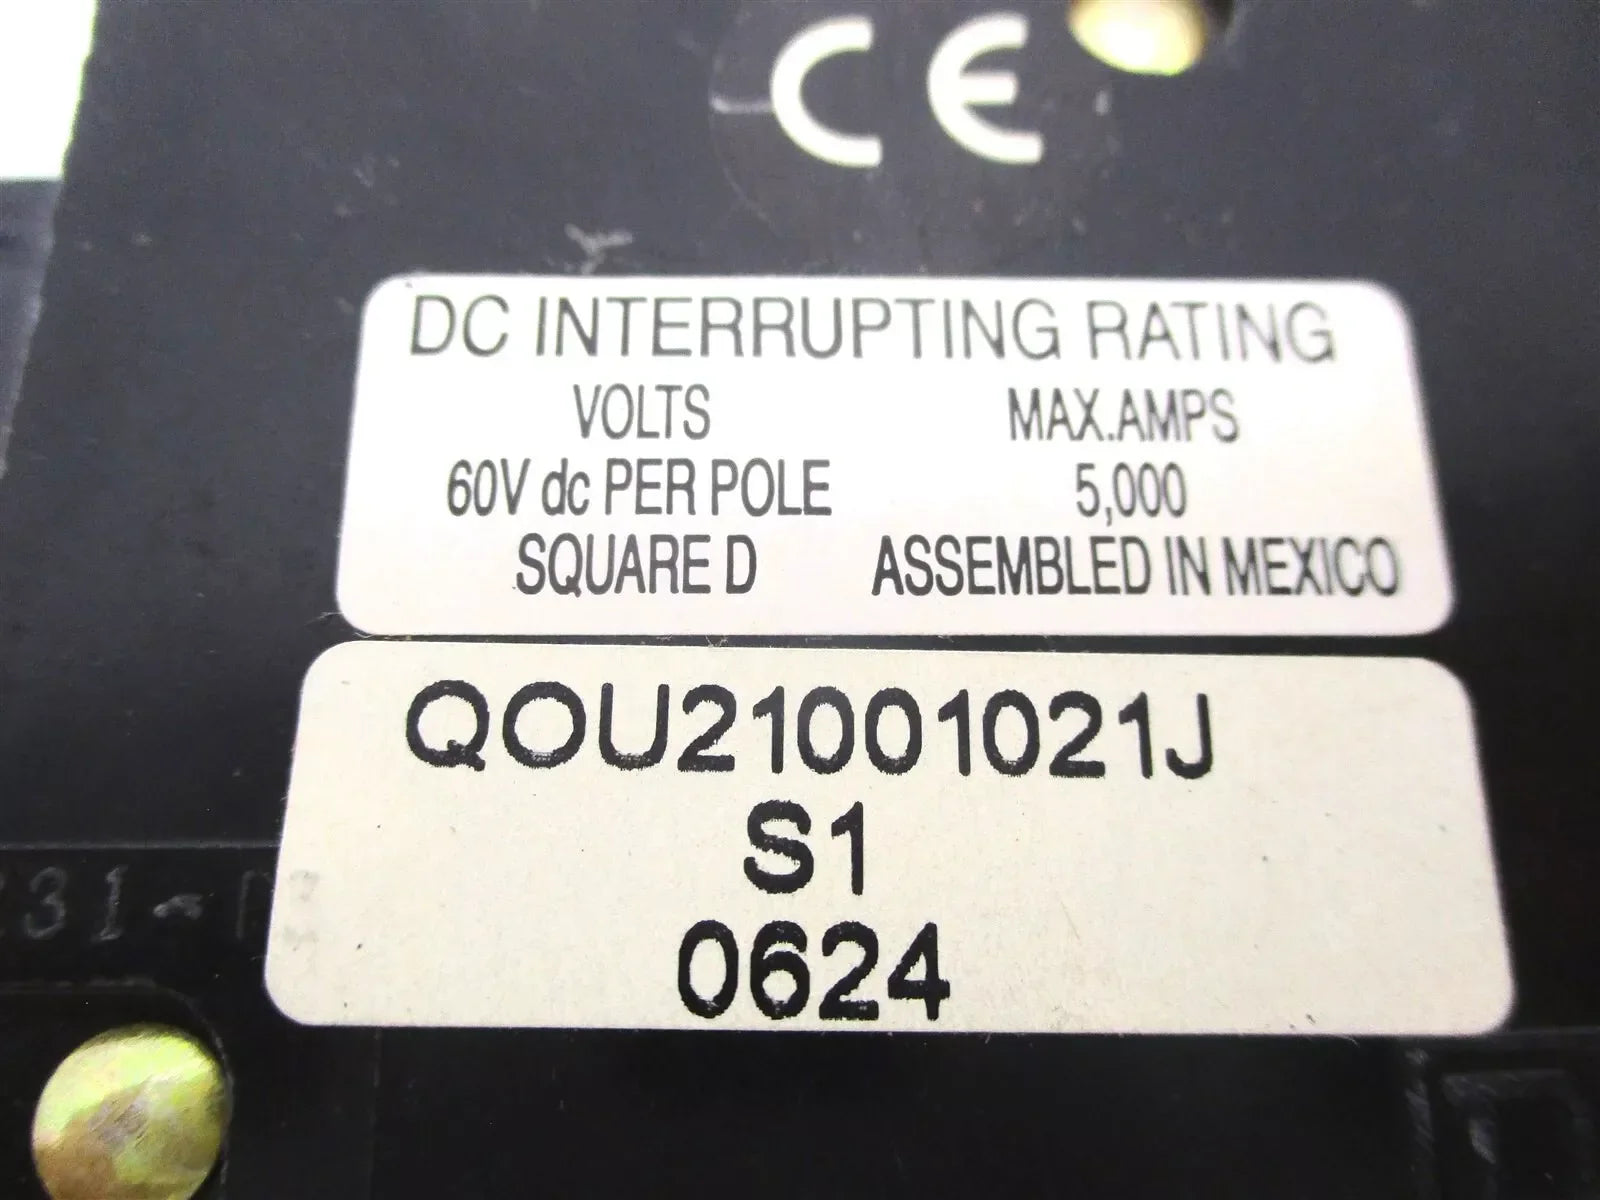 CE
DC INTERRUPTING RATING
VOLTS MAX.AMPS
60V dc PER POLE 5,000
SQUARE D ASSEMBLED IN MEXICO
QOU21001021J
S1
0624